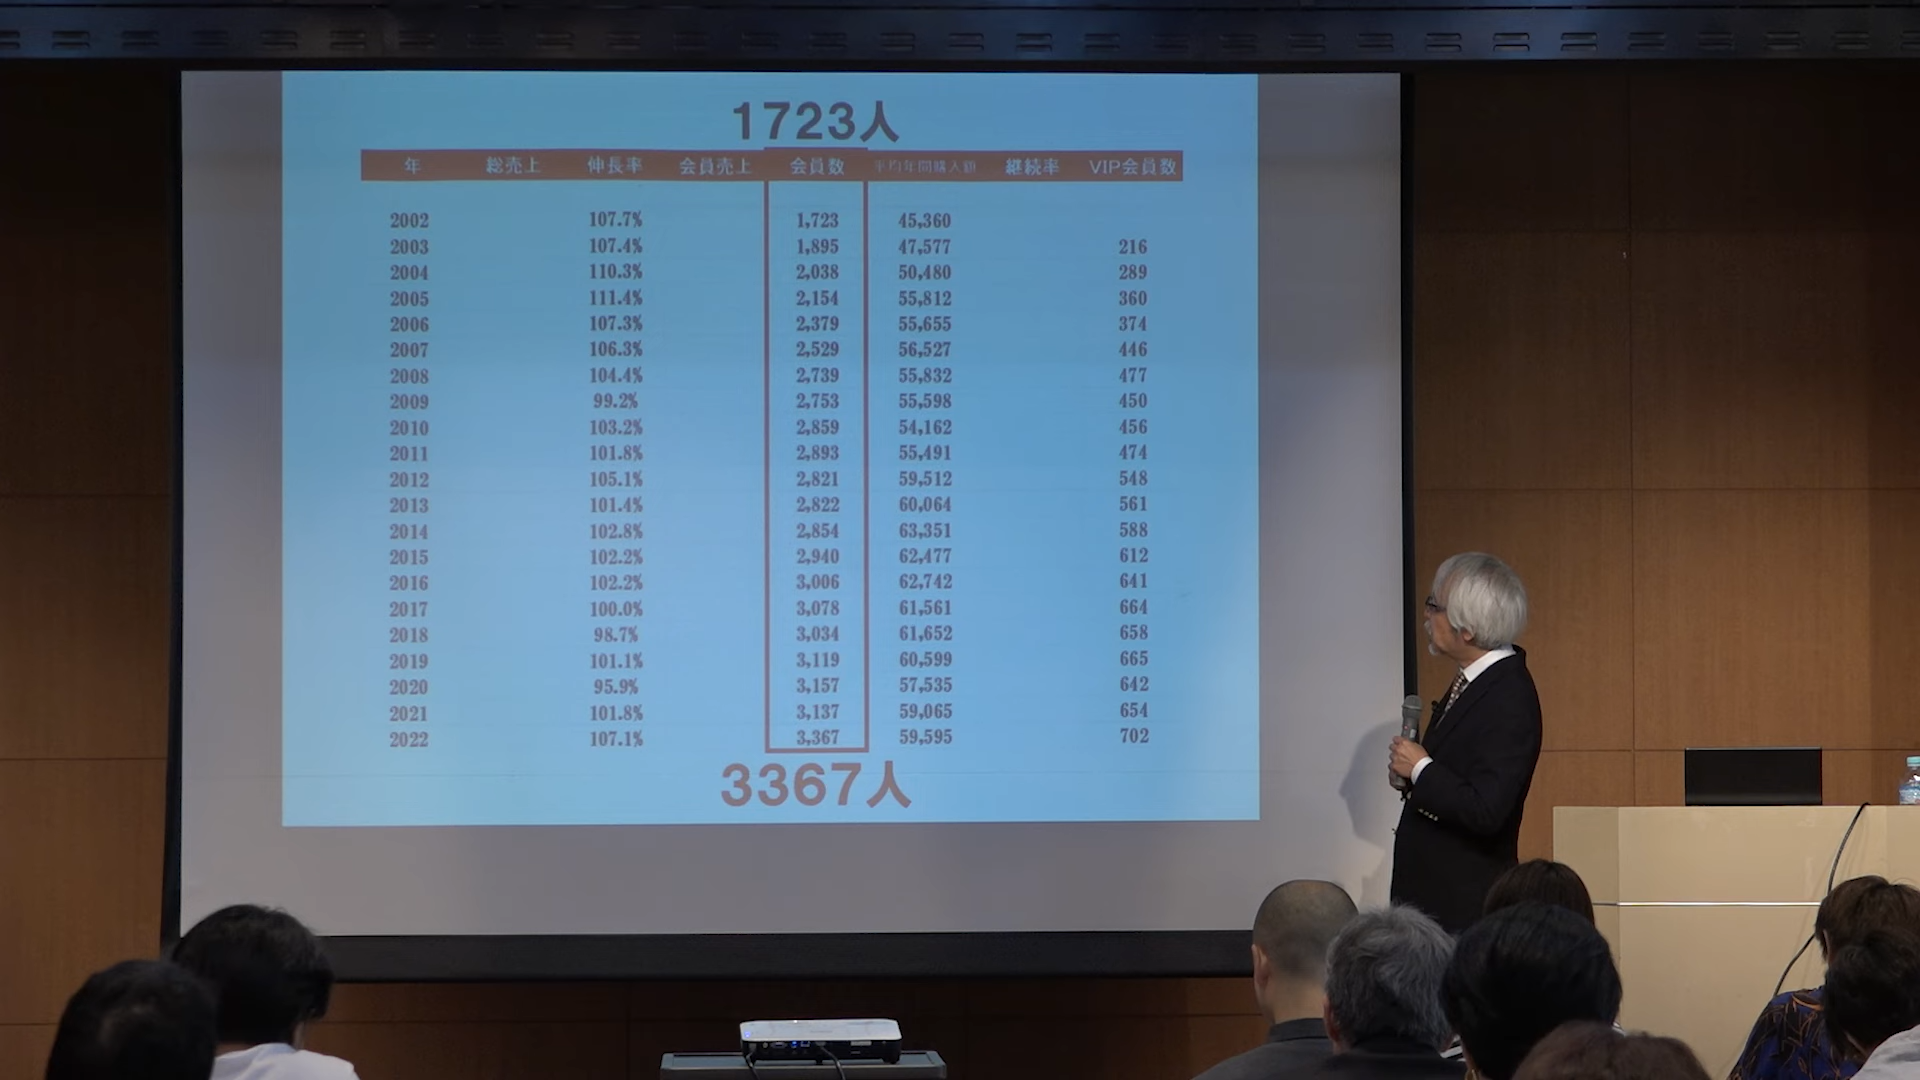 1723人
年 総売上 伸長率 会員売上 会員数 平均年間購入額 継続率 VIP会員数
2002 107.7% 1,723 45,360
2003 107.4% 1,895 47,577 216
2004 110.3% 2,038 50,480 289
2005 111.4% 2,154 55,812 360
2006 107.3% 2,379 55,655 374
2007 106.3% 2,529 56,527 446
2008 104.4% 2,739 55,832 477
2009 99.2% 2,753 55,598 450
2010 103.2% 2,859 54,162 456
2011 101.8% 2,893 55,491 474
2012 105.1% 2,821 59,512 548
2013 101.4% 2,822 60,064 561
2014 102.8% 2,854 63,351 588
2015 102.2% 2,940 62,477 612
2016 102.2% 3,006 62,742 641
2017 100.0% 3,078 61,561 664
2018 98.7% 3,034 61,652 658
2019 101.1% 3,119 60,599 665
2020 95.9% 3,157 57,535 642
2021 101.8% 3,137 59,065 654
2022 107.1% 3,367 59,595 702
3367人